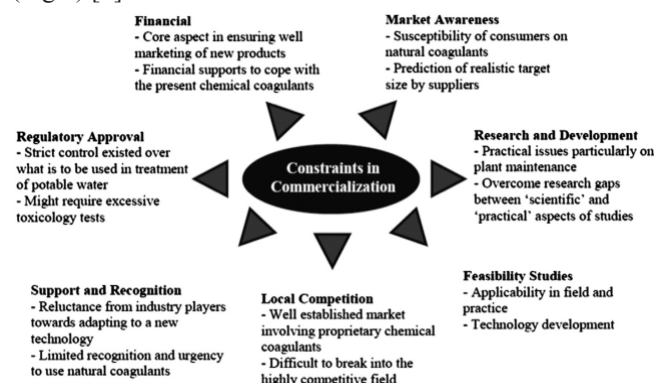 Financial
- Core aspect in ensuring well
marketing of new products
- Financial supports to cope with
the present chemical coagulants
Market Awareness
- Susceptibility of consumers on
natural coagulants
- Prediction of realistic target
size by suppliers
Regulatory Approval
- Strict control existed over
what is to be used in treatment
of potable water
- Might require excessive
toxicology tests
Constraints in
Commercialization
Research and Development
- Practical issues particularly on
plant maintenance
- Overcome research gaps
between 'scientific' and
'practical' aspects of studies
Support and Recognition
- Reluctance from industry players
towards adapting to a new
technology
- Limited recognition and urgency
to use natural coagulants
Local Competition
- Well established market
involving proprietary chemical
coagulants
- Difficult to break into the
highly competitive field
Feasibility Studies
- Applicability in field and
practice
- Technology development